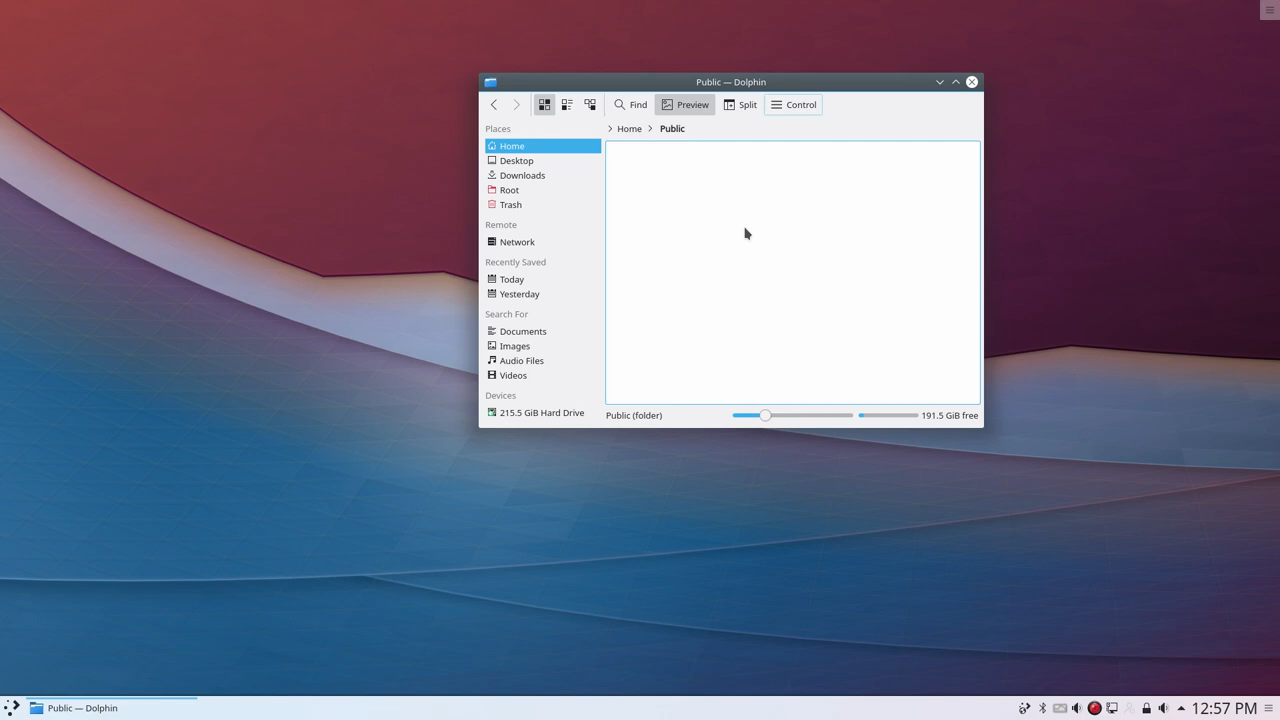 Public — Dolphin
Find Preview Split Control
Places
Home > Public
Home
Desktop
Downloads
Root
Trash
Remote
Network
Recently Saved
Today
Yesterday
Search For
Documents
Images
Audio Files
Videos
Devices
215.5 GiB Hard Drive
Public (folder)
191.5 GiB free
Public — Dolphin
12:57 PM